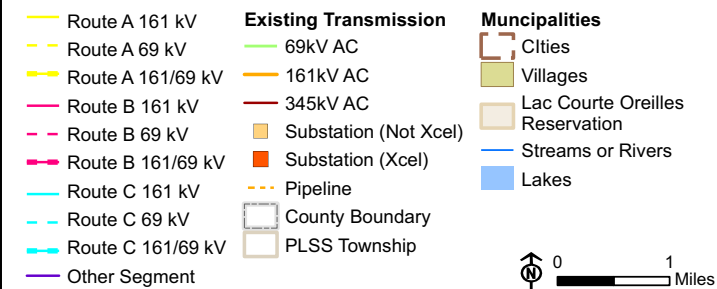 Route A 161 kV
Route A 69 kV
Route A 161/69 kV
Route B 161 kV
Route B 69 kV
Route B 161/69 kV
Route C 161 kV
Route C 69 kV
Route C 161/69 kV
Other Segment
Existing Transmission
69kV AC
161kV AC
345kV AC
Substation (Not Xcel)
Substation (Xcel)
Pipeline
County Boundary
PLSS Township
Muncipalities
CIties
Villages
Lac Courte Oreilles
Reservation
Streams or Rivers
Lakes
N
0 1
Miles